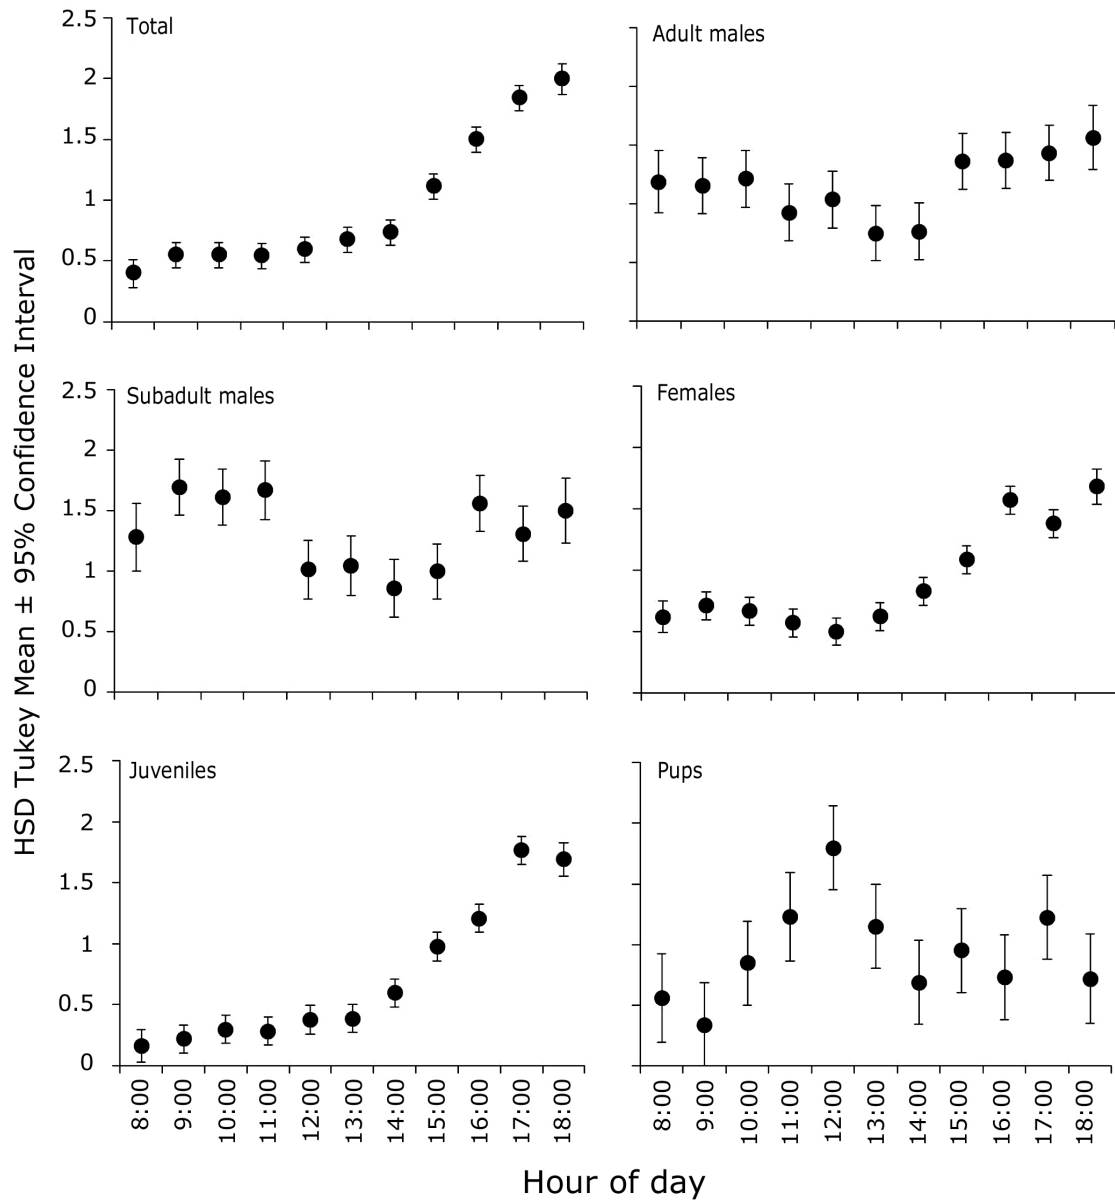 HSD Tukey Mean ± 95% Confidence Interval
Total
2.5
2
1.5
1
0.5
0
Adult males
Subadult males
2.5
2
1.5
1
0.5
0
Females
Juveniles
2.5
2
1.5
1
0.5
0
8:00 9:00 10:00 11:00 12:00 13:00 14:00 15:00 16:00 17:00 18:00
Pups
8:00 9:00 10:00 11:00 12:00 13:00 14:00 15:00 16:00 17:00 18:00
Hour of day